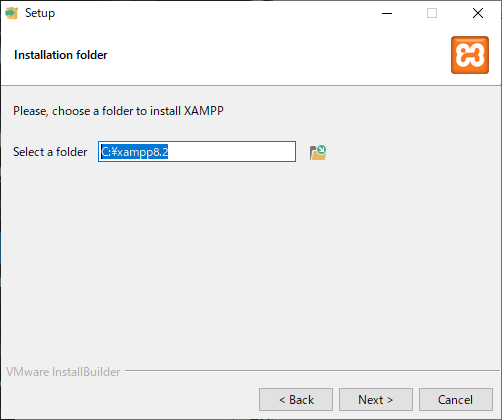 Setup
Installation folder
Please, choose a folder to install XAMPP
Select a folder C:¥xampp8.2
VMware InstallBuilder
< Back Next > Cancel